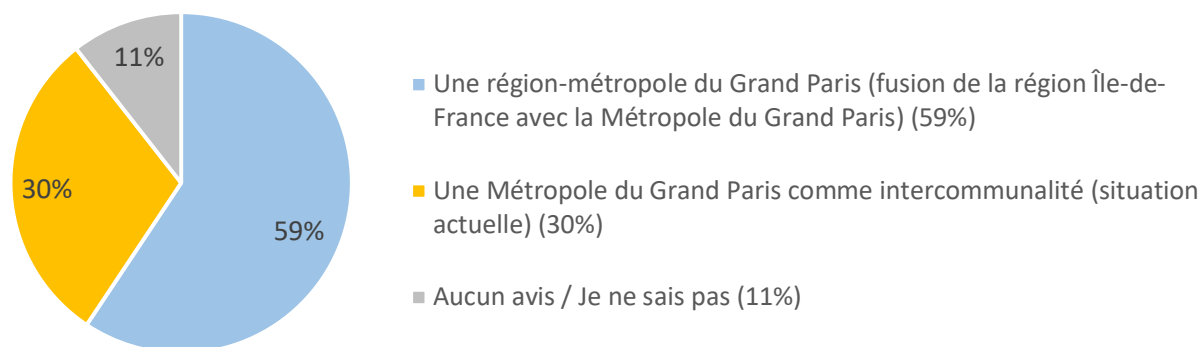 11%
30%
59%
Une région-métropole du Grand Paris (fusion de la région Île-de-
France avec la Métropole du Grand Paris) (59%)
Une Métropole du Grand Paris comme intercommunalité (situation
actuelle) (30%)
Aucun avis / Je ne sais pas (11%)